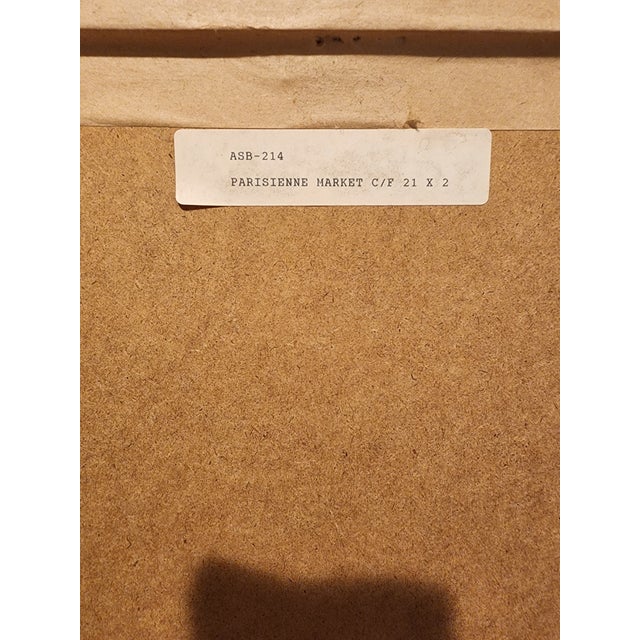 ASB-214
PARISIENNE MARKET C/F 21 X 2